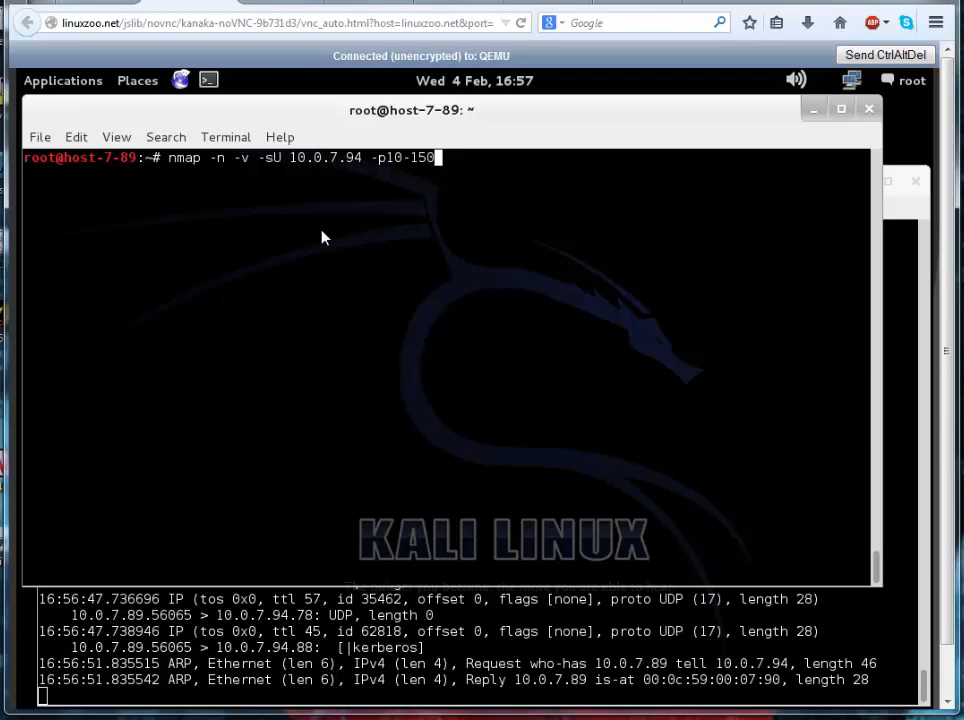 linuxzoo.net/jslib/novnc/kanaka-noVNC-9b731d3/vnc_auto.html?host=linuxzoo.net&port=
Google
ABP
Connected (unencrypted) to: QEMU
Send CtrlAltDel
Applications Places Wed 4 Feb, 16:57 root
root@host-7-89: ~
File Edit View Search Terminal Help
root@host-7-89:~# nmap -n -v -sU 10.0.7.94 -p10-150
KALI LINUX
16:56:47.736696 IP (tos 0x0, ttl 57, id 35462, offset 0, flags [none], proto UDP (17), length 28)
10.0.7.89.56065 > 10.0.7.94.78: UDP, length 0
16:56:47.738946 IP (tos 0x0, ttl 45, id 62818, offset 0, flags [none], proto UDP (17), length 28)
10.0.7.89.56065 > 10.0.7.94.88: [|kerberos]
16:56:51.835515 ARP, Ethernet (len 6), IPv4 (len 4), Request who-has 10.0.7.89 tell 10.0.7.94, length 46
16:56:51.835542 ARP, Ethernet (len 6), IPv4 (len 4), Reply 10.0.7.89 is-at 00:0c:59:00:07:90, length 28